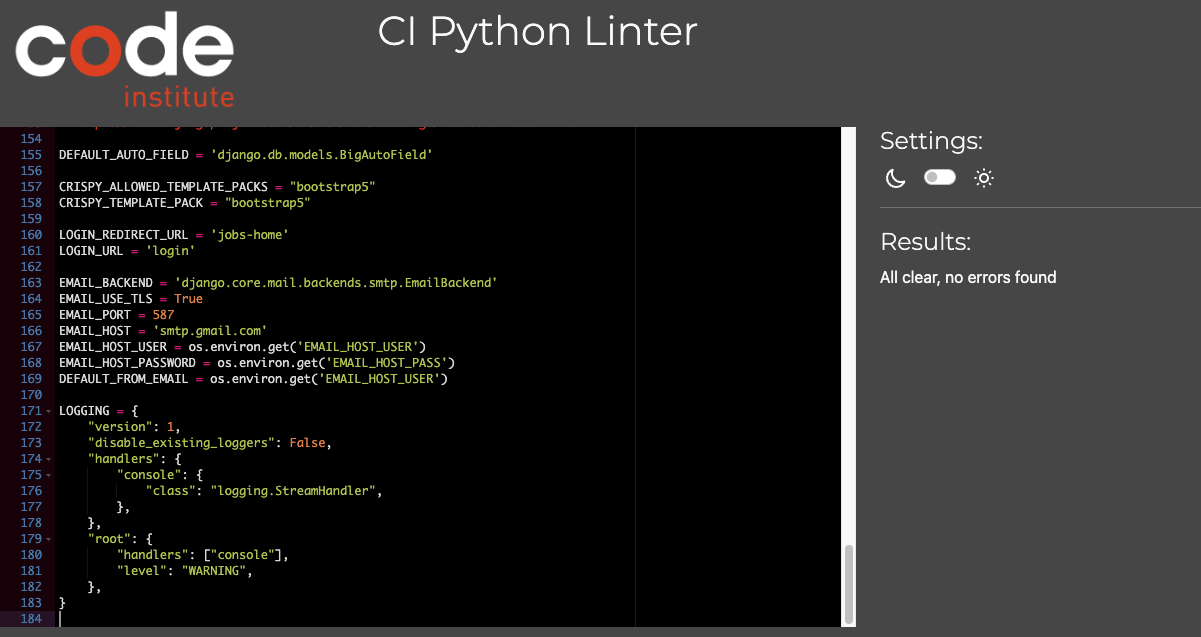 code
institute
CI Python Linter
154
155 DEFAULT_AUTO_FIELD = 'django.db.models.BigAutoField'
156
157 CRISPY_ALLOWED_TEMPLATE_PACKS = "bootstrap5"
158 CRISPY_TEMPLATE_PACK = "bootstrap5"
159
160 LOGIN_REDIRECT_URL = 'jobs-home'
161 LOGIN_URL = 'login'
162
163 EMAIL_BACKEND = 'django.core.mail.backends.smtp.EmailBackend'
164 EMAIL_USE_TLS = True
165 EMAIL_PORT = 587
166 EMAIL_HOST = 'smtp.gmail.com'
167 EMAIL_HOST_USER = os.environ.get('EMAIL_HOST_USER')
168 EMAIL_HOST_PASSWORD = os.environ.get('EMAIL_HOST_PASS')
169 DEFAULT_FROM_EMAIL = os.environ.get('EMAIL_HOST_USER')
170
171 LOGGING = {
172     "version": 1,
173     "disable_existing_loggers": False,
174     "handlers": {
175         "console": {
176             "class": "logging.StreamHandler",
177         },
178     },
179     "root": {
180         "handlers": ["console"],
181         "level": "WARNING",
182     },
183 }
184
Settings:
Results:
All clear, no errors found